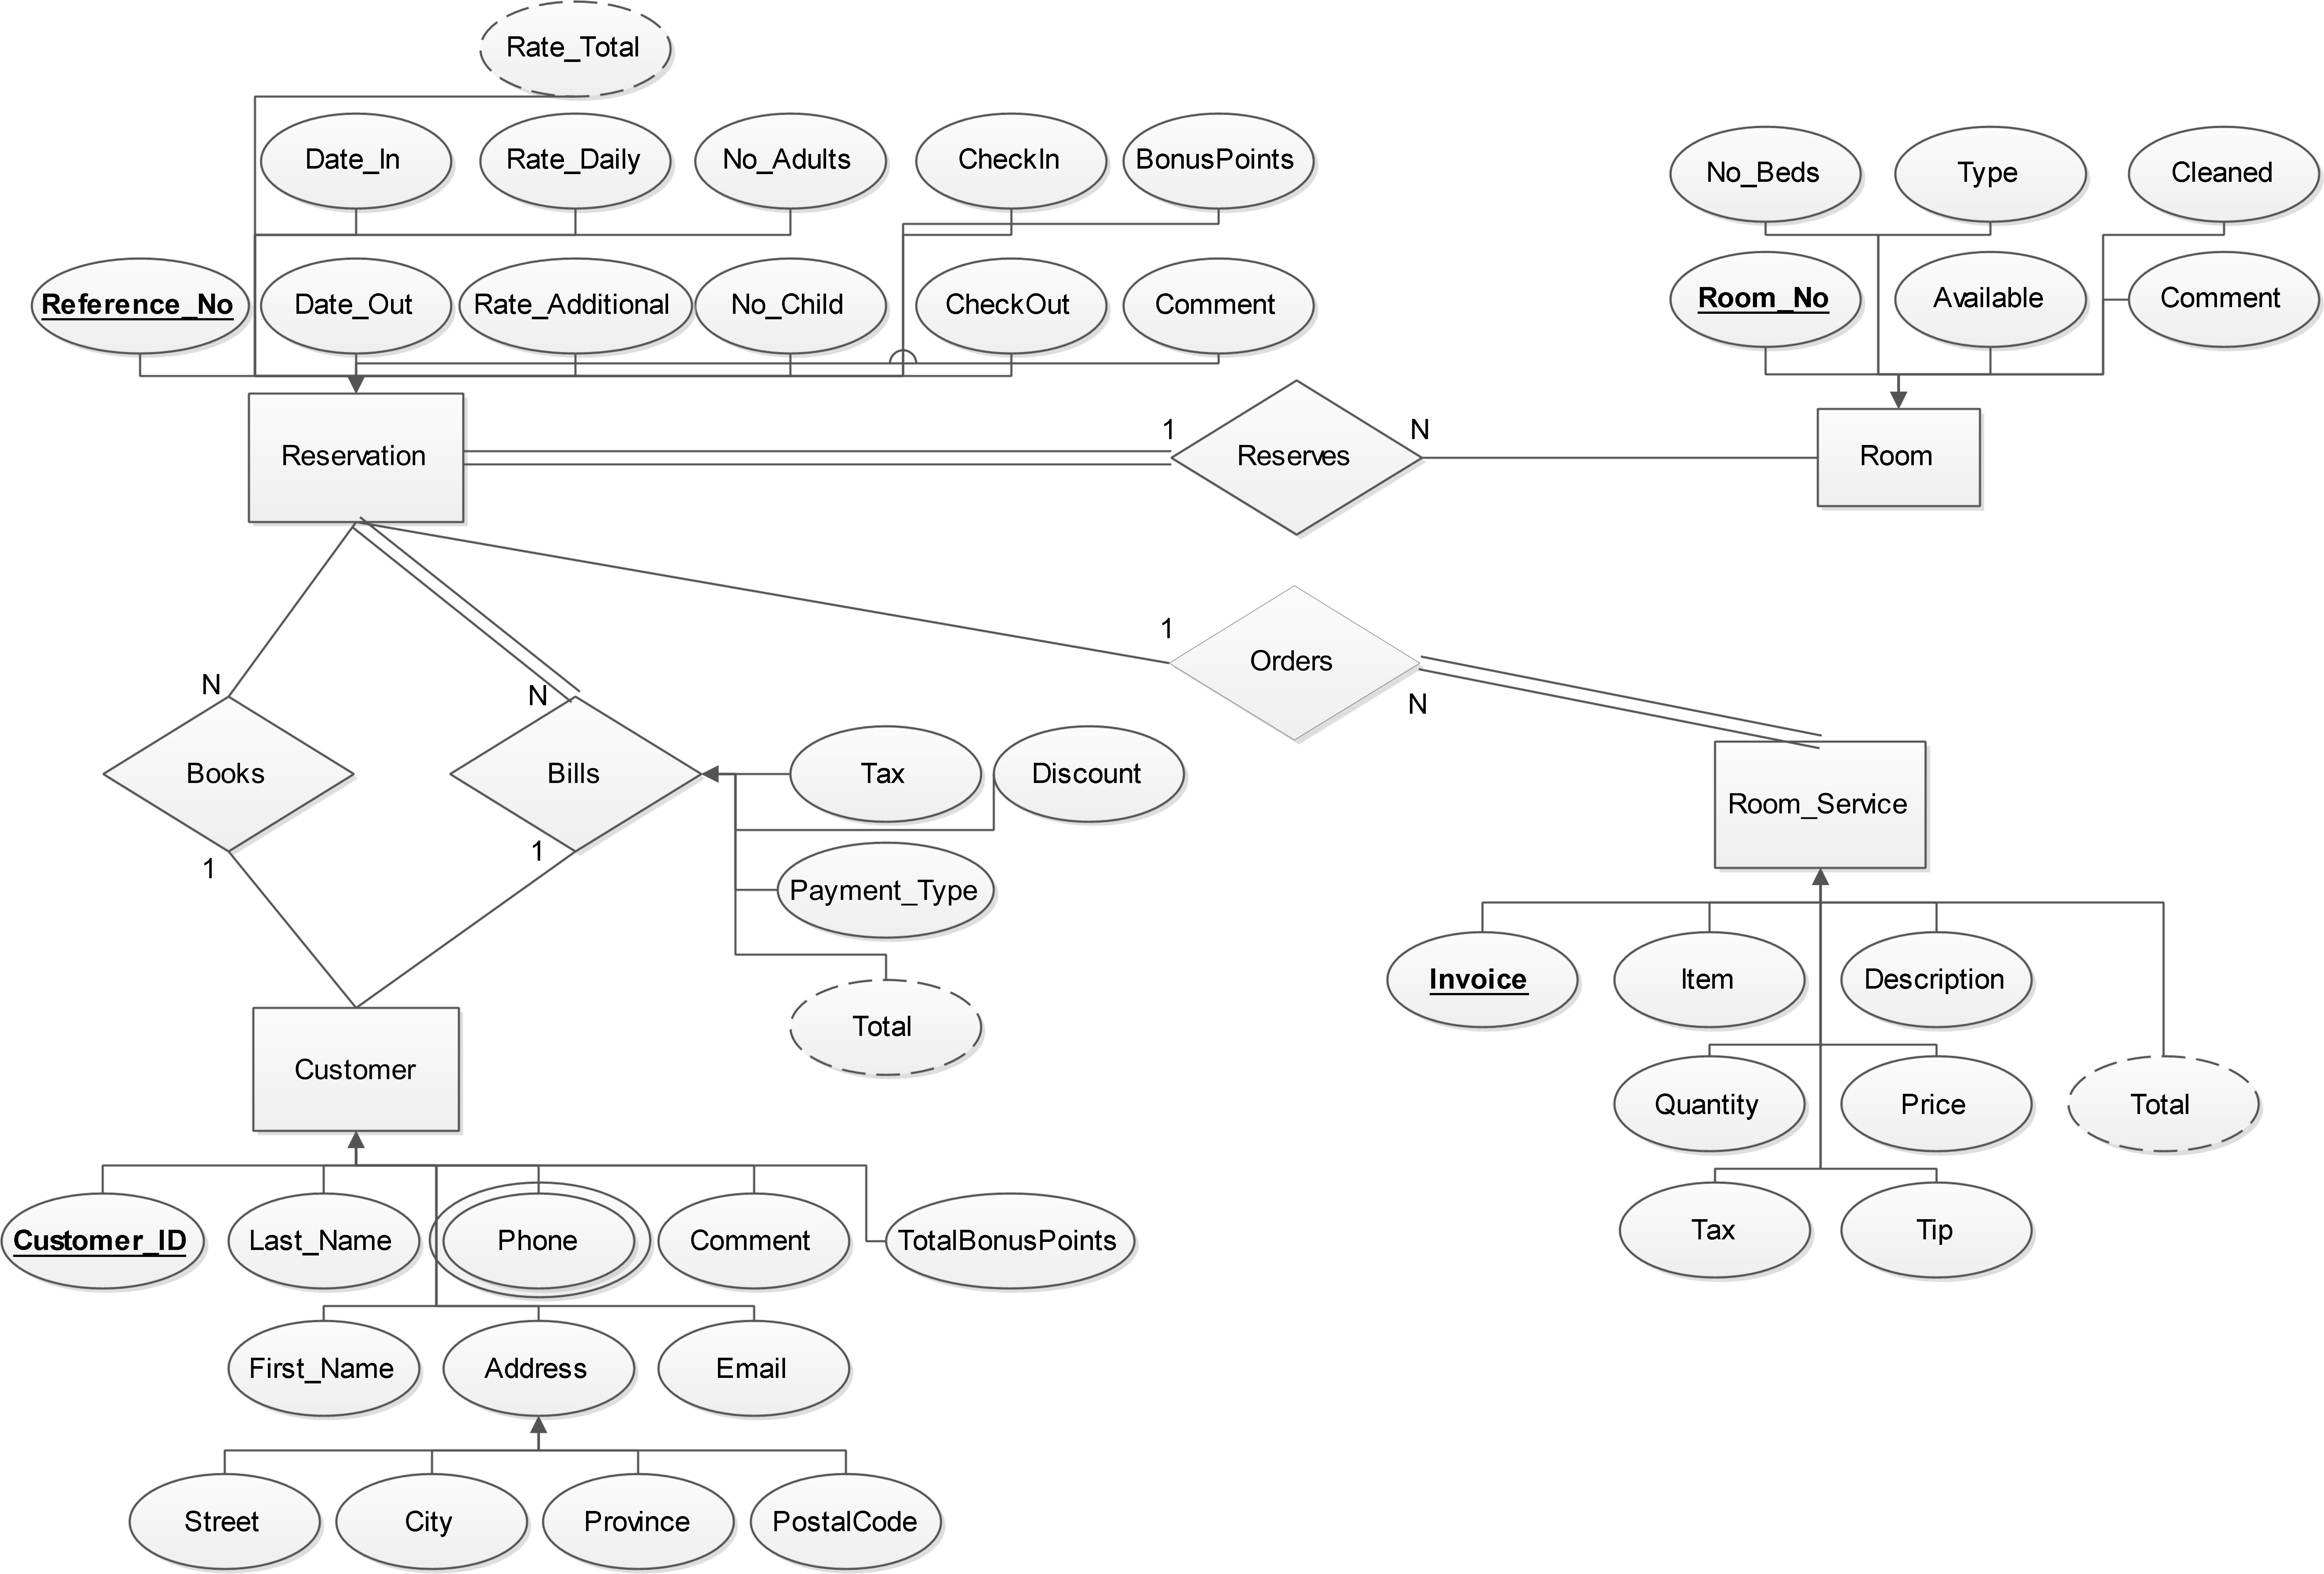 Rate_Total
Date_In
Rate_Daily
No_Adults
CheckIn
BonusPoints
No_Beds
Type
Cleaned
Reference_No
Date_Out
Rate_Additional
No_Child
CheckOut
Comment
Room_No
Available
Comment
Reservation
1
Reserves
N
Room
1
Orders
N
N
N
Books
Bills
Tax
Discount
Room_Service
1
1
Payment_Type
Invoice
Item
Description
Total
Customer
Quantity
Price
Total
Customer_ID
Last_Name
Phone
Comment
TotalBonusPoints
Tax
Tip
First_Name
Address
Email
Street
City
Province
PostalCode